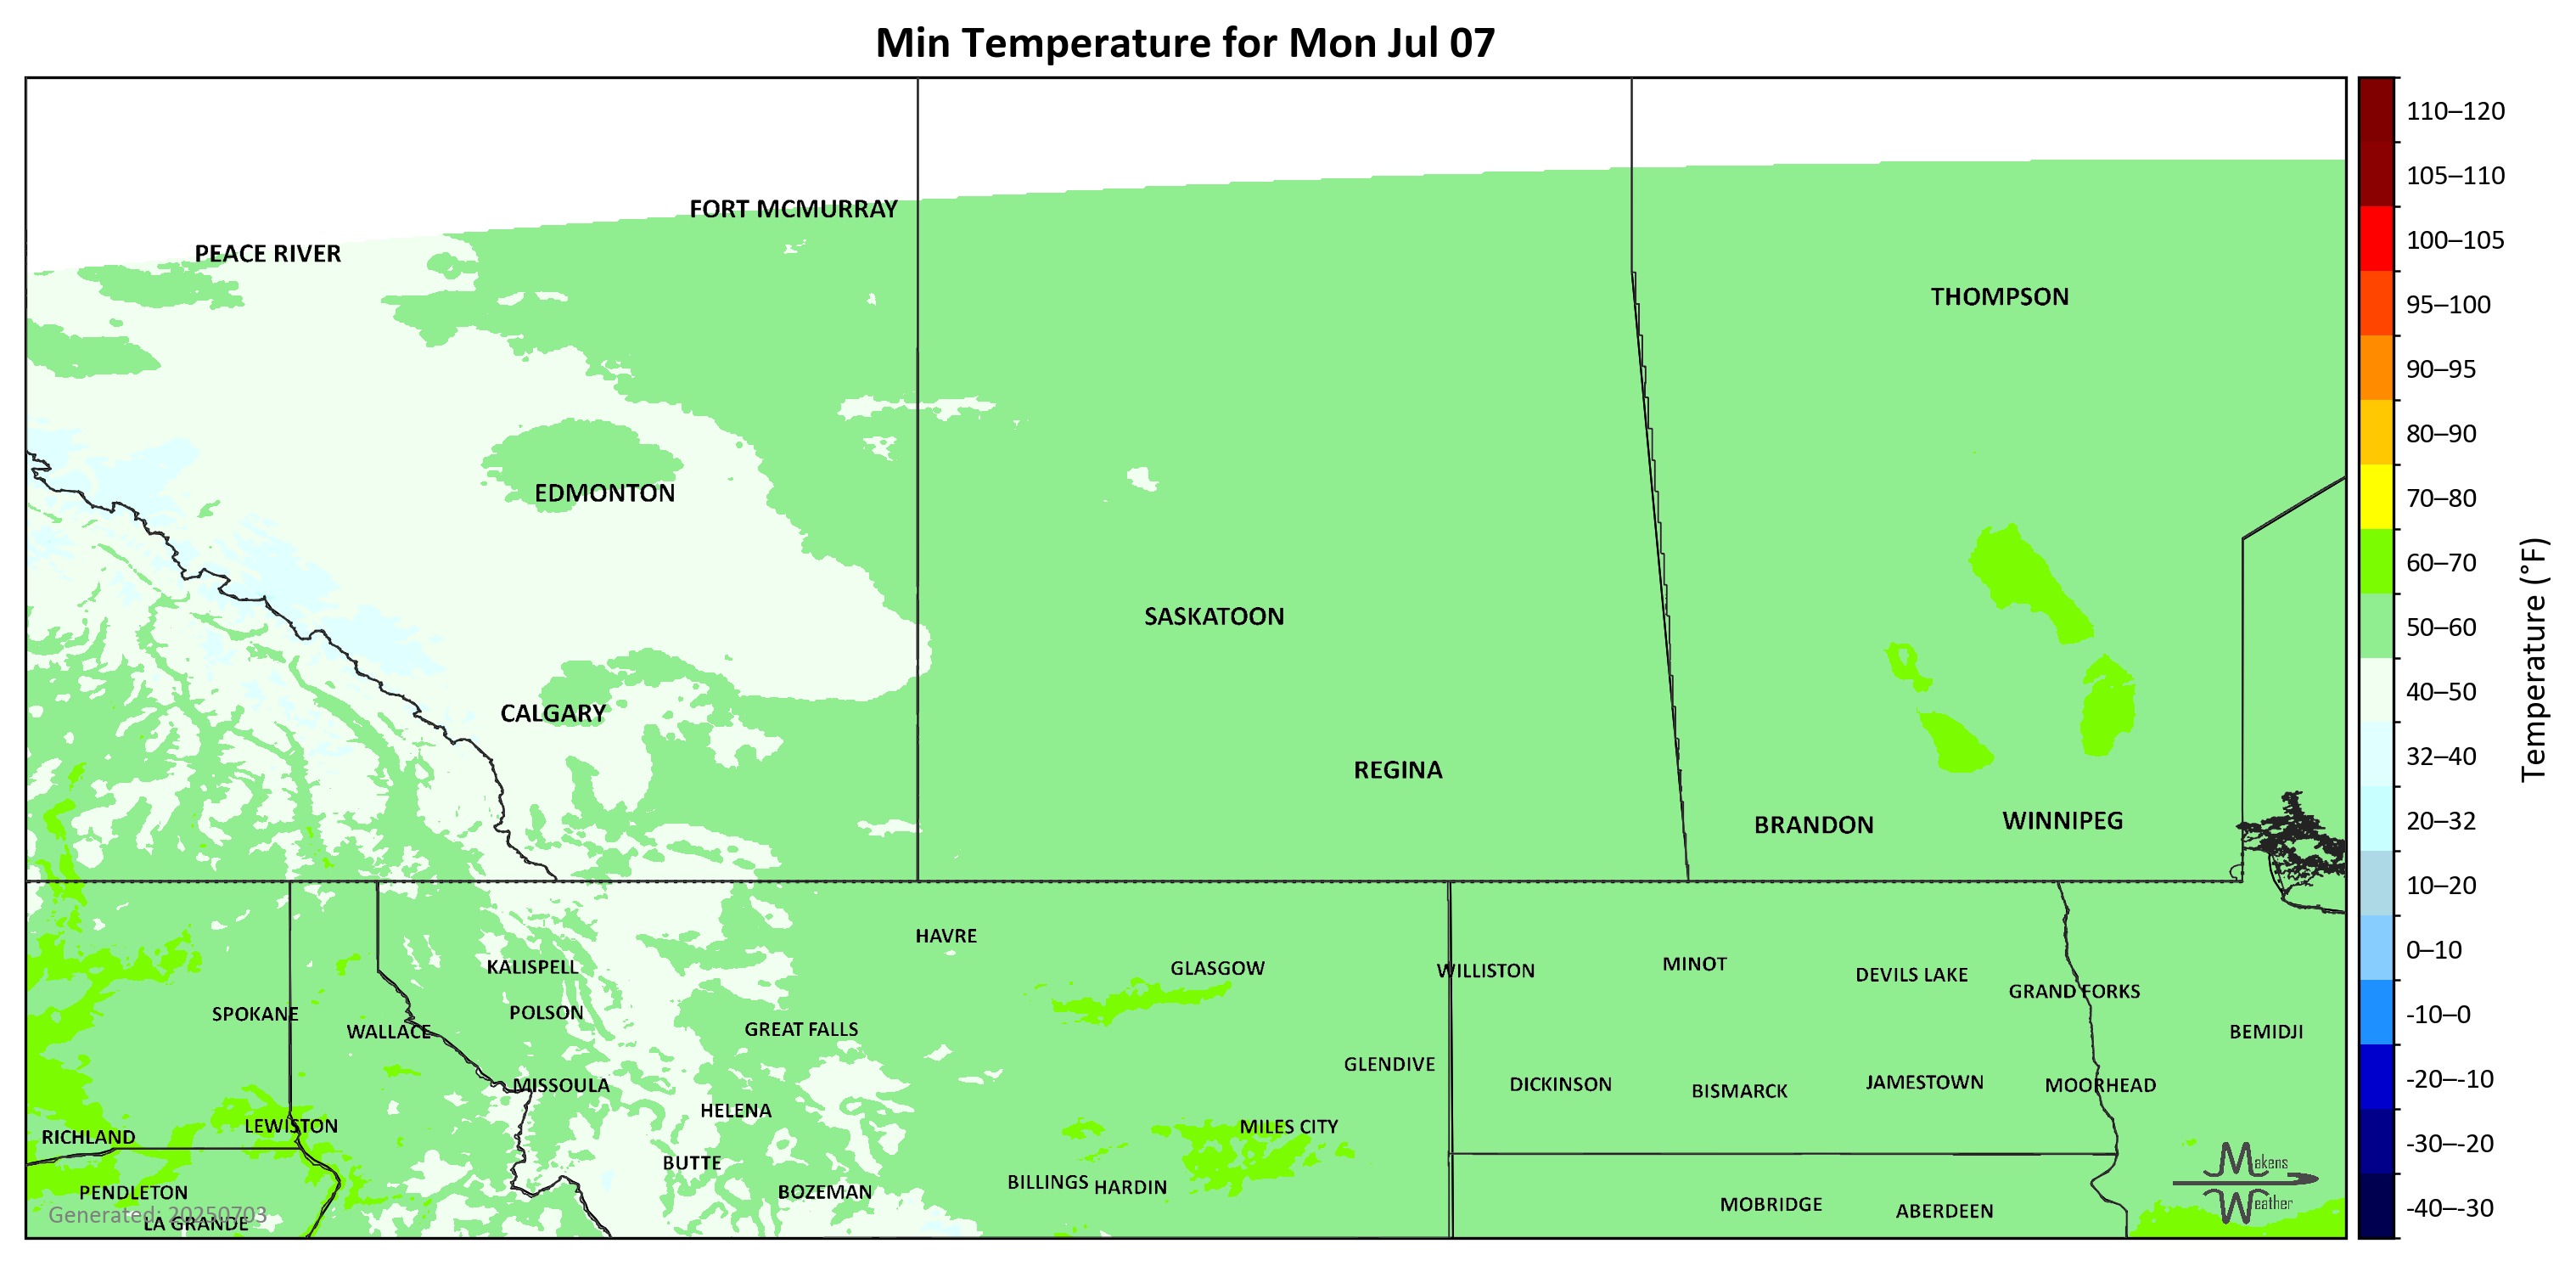 Min Temperature for Mon Jul 07
FORT MCMURRAY
PEACE RIVER
THOMPSON
EDMONTON
SASKATOON
CALGARY
REGINA
BRANDON
WINNIPEG
HAVRE
KALISPELL
GLASGOW
WILLISTON
MINOT
DEVILS LAKE
GRAND FORKS
SPOKANE
POLSON
WALLACE
GREAT FALLS
BEMIDJI
GLENDIVE
MISSOULA
DICKINSON
BISMARCK
JAMESTOWN
MOORHEAD
HELENA
LEWISTON
MILES CITY
RICHLAND
BUTTE
BILLINGS
HARDIN
PENDLETON
BOZEMAN
MOBRIDGE
ABERDEEN
Generated: 20250703
LA GRANDE
Makens
Weather
110–120
105–110
100–105
95–100
90–95
80–90
70–80
60–70
50–60
40–50
32–40
20–32
10–20
0–10
-10–0
-20–-10
-30–-20
-40–-30
Temperature (°F)